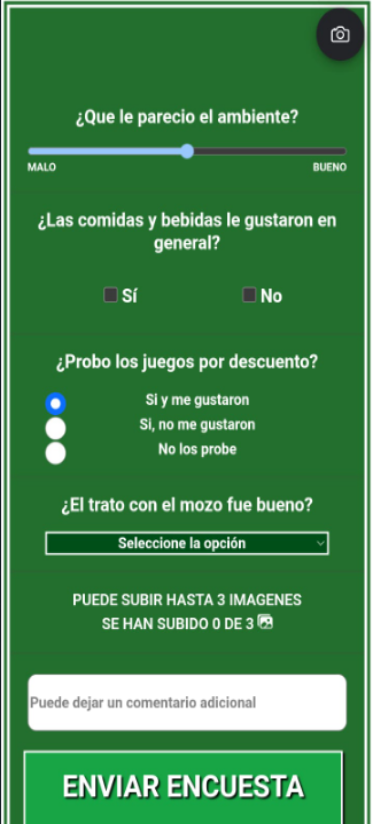 ¿Que le parecio el ambiente?
MALO BUENO
¿Las comidas y bebidas le gustaron en
general?
Sí No
¿Probo los juegos por descuento?
Si y me gustaron
Si, no me gustaron
No los probe
¿El trato con el mozo fue bueno?
Seleccione la opción
PUEDE SUBIR HASTA 3 IMAGENES
SE HAN SUBIDO 0 DE 3
Puede dejar un comentario adicional
ENVIAR ENCUESTA